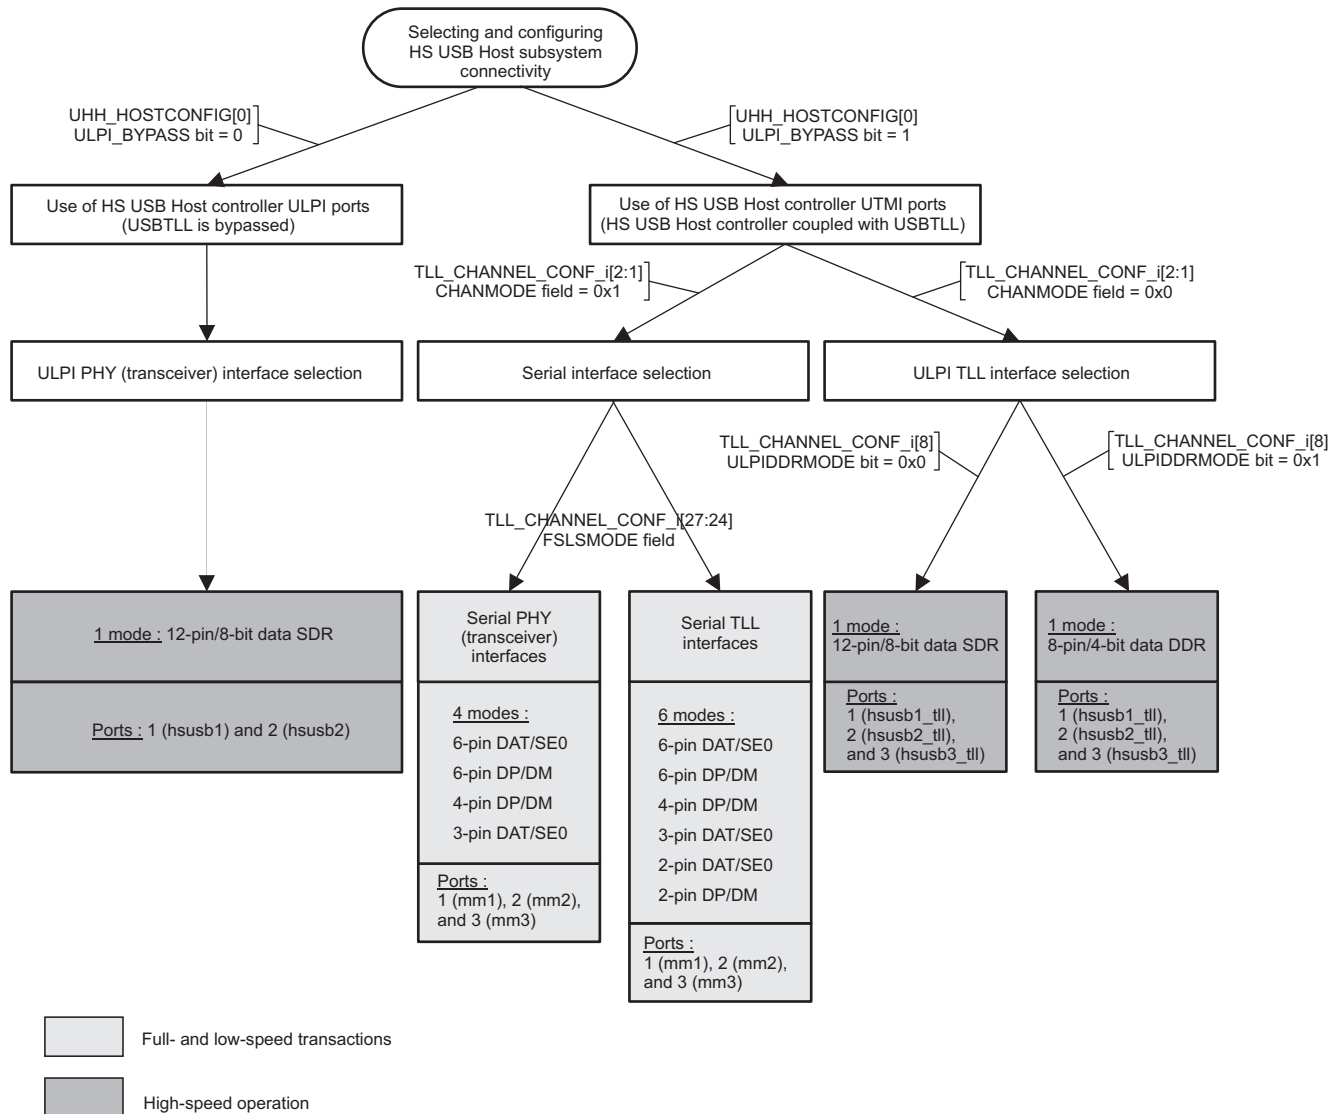 Selecting and configuring
HS USB Host subsystem
connectivity
UHH_HOSTCONFIG[0]
ULPI_BYPASS bit = 0
UHH_HOSTCONFIG[0]
ULPI_BYPASS bit = 1
Use of HS USB Host controller ULPI ports
(USBTLL is bypassed)
Use of HS USB Host controller UTMI ports
(HS USB Host controller coupled with USBTLL)
TLL_CHANNEL_CONF_i[2:1]
CHANMODE field = 0x1
TLL_CHANNEL_CONF_i[2:1]
CHANMODE field = 0x0
ULPI PHY (transceiver) interface selection
Serial interface selection
ULPI TLL interface selection
TLL_CHANNEL_CONF_i[8]
ULPIDDRMODE bit = 0x0
TLL_CHANNEL_CONF_i[8]
ULPIDDRMODE bit = 0x1
TLL_CHANNEL_CONF_i[27:24]
FSLSMODE field
1 mode : 12-pin/8-bit data SDR
Ports : 1 (hsusb1) and 2 (hsusb2)
Serial PHY
(transceiver)
interfaces
4 modes :
6-pin DAT/SE0
6-pin DP/DM
4-pin DP/DM
3-pin DAT/SE0
Ports :
1 (mm1), 2 (mm2),
and 3 (mm3)
Serial TLL
interfaces
6 modes :
6-pin DAT/SE0
6-pin DP/DM
4-pin DP/DM
3-pin DAT/SE0
2-pin DAT/SE0
2-pin DP/DM
Ports :
1 (mm1), 2 (mm2),
and 3 (mm3)
1 mode :
12-pin/8-bit data SDR
Ports :
1 (hsusb1_tll),
2 (hsusb2_tll),
and 3 (hsusb3_tll)
1 mode :
8-pin/4-bit data DDR
Ports :
1 (hsusb1_tll),
2 (hsusb2_tll),
and 3 (hsusb3_tll)
Full- and low-speed transactions
High-speed operation